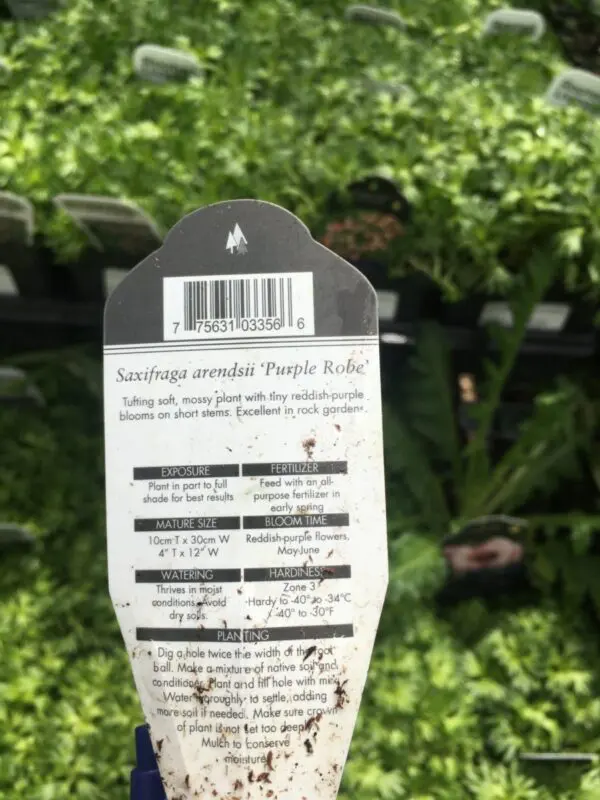 7 75631 03356 6
Saxifraga arendsii 'Purple Robe'
Tufting soft, mossy plant with tiny reddish-purple
blooms on short stems. Excellent in rock gardens.
EXPOSURE
Plant in part to full
shade for best results
FERTILIZER
Feed with an all-
purpose fertilizer in
early spring
MATURE SIZE
10cm T x 30cm W
4" T x 12" W
BLOOM TIME
Reddish-purple flowers,
May-June
WATERING
Thrives in moist
conditions. Avoid
dry soils.
HARDINESS
Zone 3
Hardy to -40° to -34°C
-40° to -30°F
PLANTING
Dig a hole twice the width of the root
ball. Make a mixture of native soil and
conditioner. Plant and fill hole with mix.
Water thoroughly to settle, adding
more soil if needed. Make sure crown
of plant is not set too deep.
Mulch to conserve
moisture.